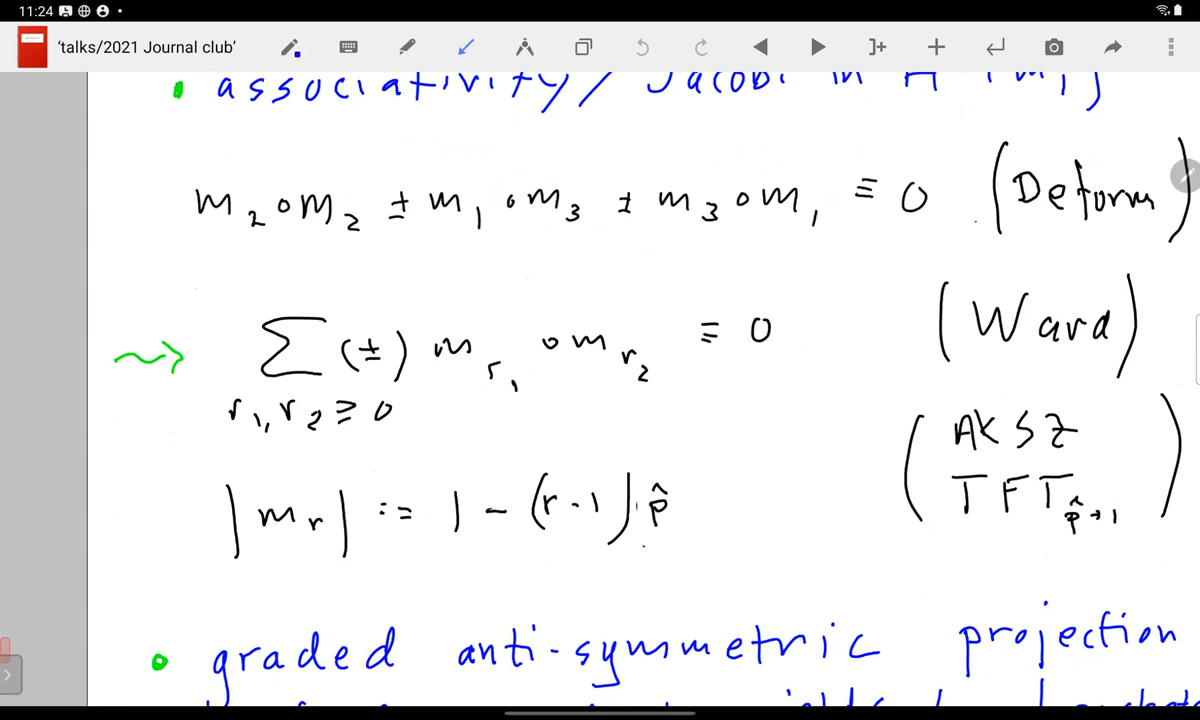 11:24
'talks/2021 Journal club'
• associativity / Jacobi in H
m₂∘m₂ ± m₁∘m₃ ± m₃∘m₁ ≡ 0 (Deform)
⇝ Σ (±) m_{r₁} ∘ m_{r₂} ≡ 0 (Ward)
r₁, r₂ ≥ 0
(AKSZ
|m_r| := 1 - (r-1)·p̂ TFT_{p̂+1})
• graded anti-symmetric projection